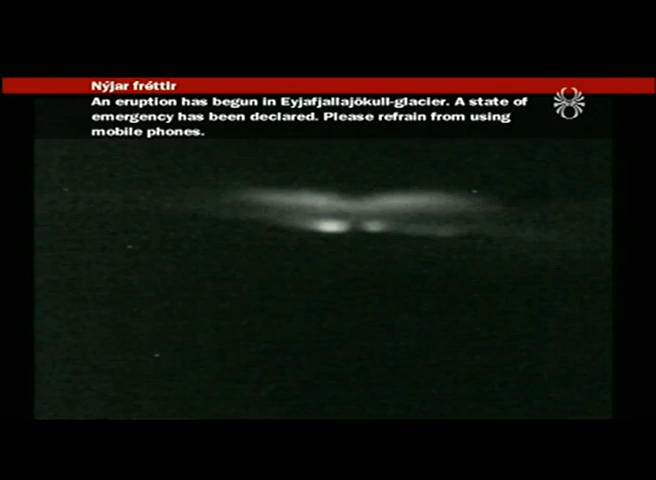 Nýjar fréttir
An eruption has begun in Eyjafjallajökull-glacier. A state of
emergency has been declared. Please refrain from using
mobile phones.